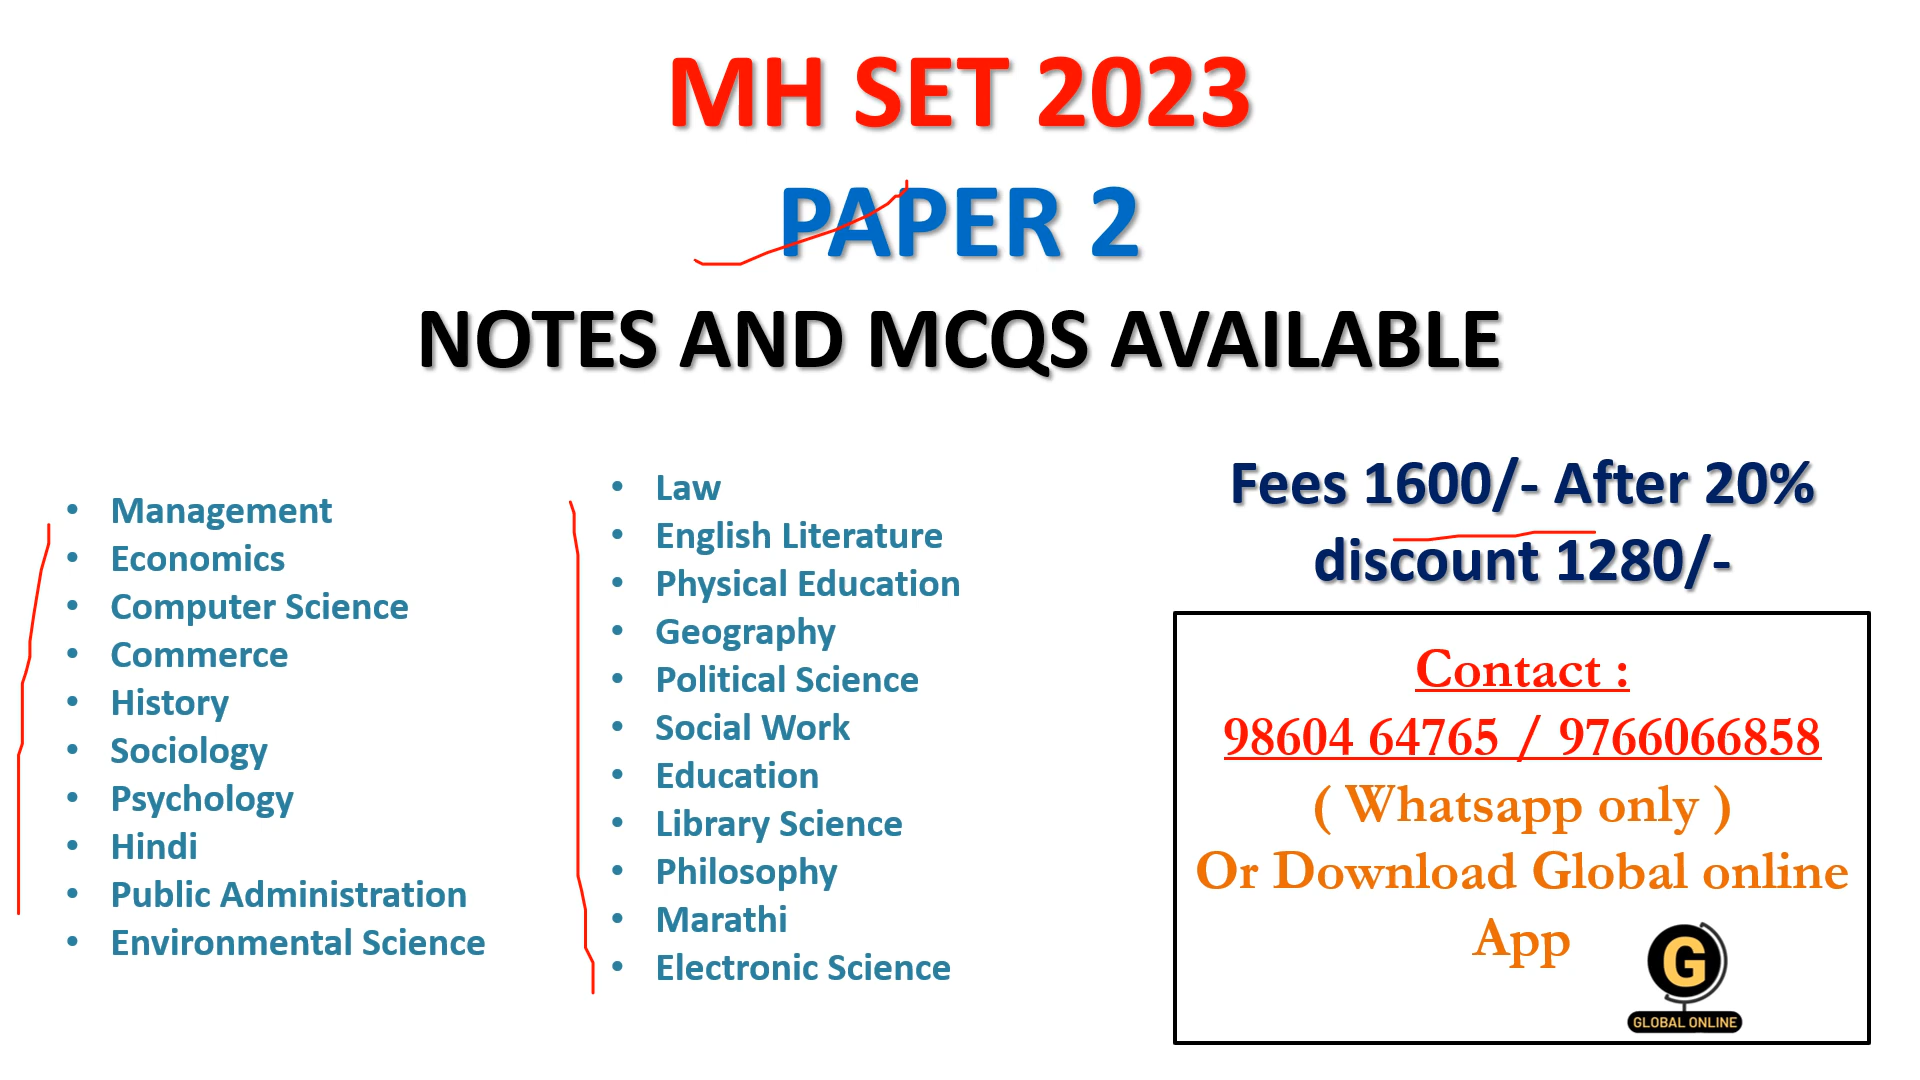 MH SET 2023
PAPER 2
NOTES AND MCQS AVAILABLE
• Management
• Economics
• Computer Science
• Commerce
• History
• Sociology
• Psychology
• Hindi
• Public Administration
• Environmental Science
• Law
• English Literature
• Physical Education
• Geography
• Political Science
• Social Work
• Education
• Library Science
• Philosophy
• Marathi
• Electronic Science
Fees 1600/- After 20%
discount 1280/-
Contact :
98604 64765 / 9766066858
( Whatsapp only )
Or Download Global online
App
G
GLOBAL ONLINE